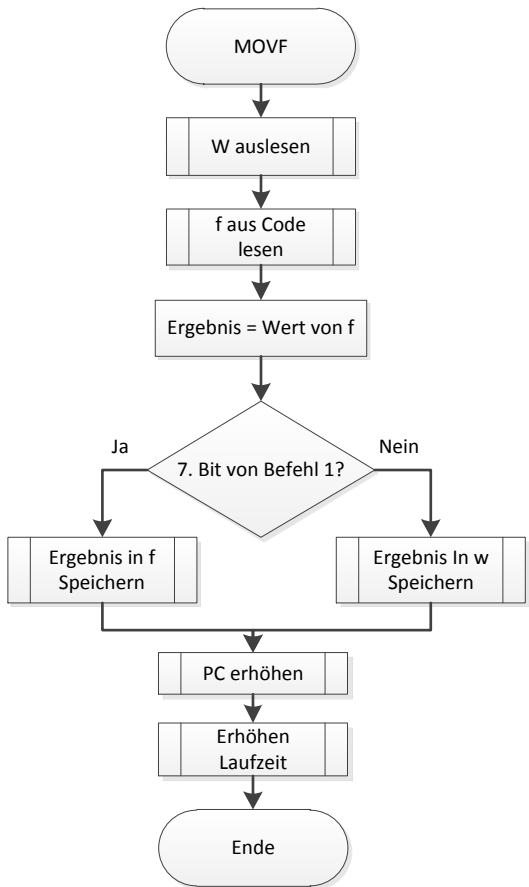 MOVF
W auslesen
f aus Code
lesen
Ergebnis = Wert von f
Ja
7. Bit von Befehl 1?
Nein
Ergebnis in f
Speichern
Ergebnis In w
Speichern
PC erhöhen
Erhöhen
Laufzeit
Ende